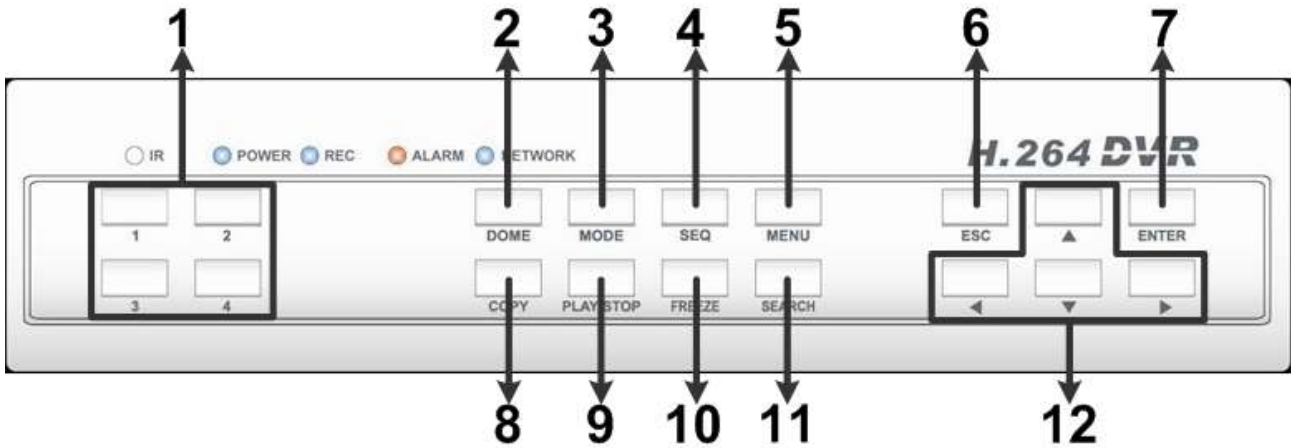 1 2 3 4 5 6 7
IR POWER REC ALARM NETWORK H.264 DVR
1 2 DOME MODE SEQ MENU ESC ▲ ENTER
3 4 COPY PLAY/STOP FREEZE SEARCH ◀ ▼ ▶
8 9 10 11 12